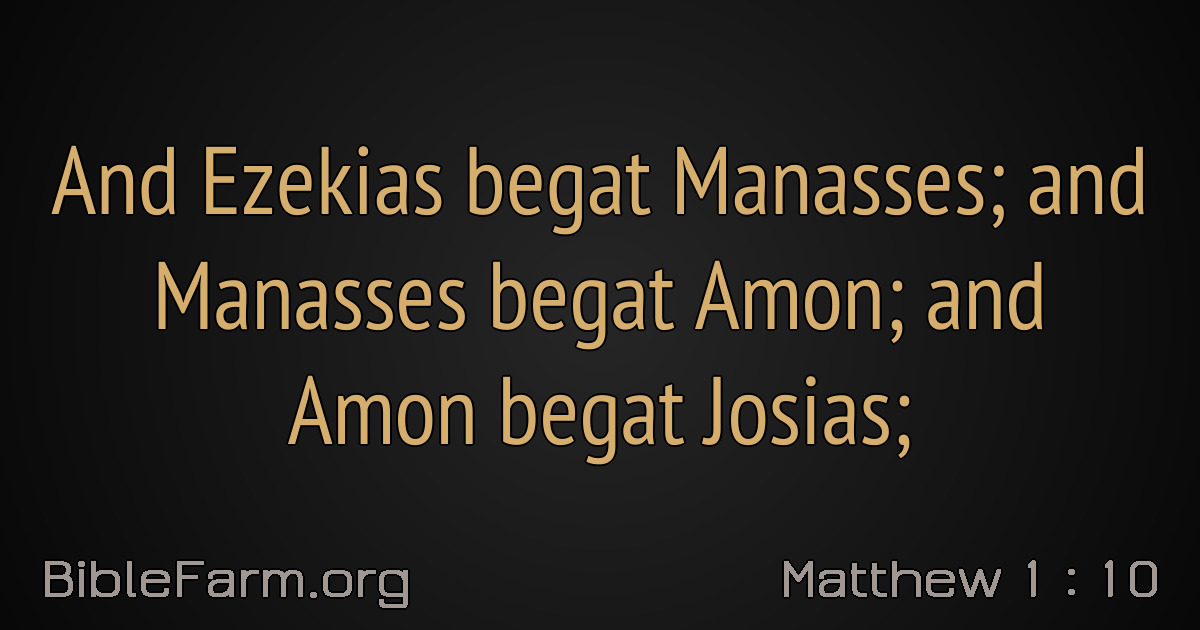 And Ezekias begat Manasses; and
Manasses begat Amon; and
Amon begat Josias;
BibleFarm.org
Matthew 1 : 10